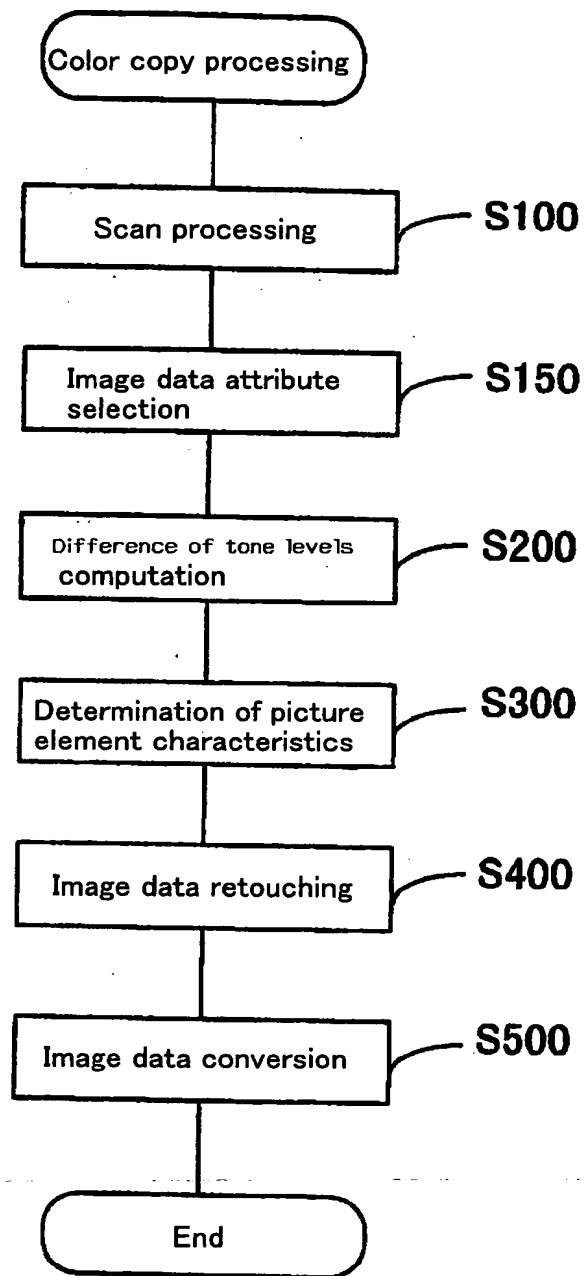 Color copy processing
Scan processing
S100
Image data attribute
selection
S150
Difference of tone levels
computation
S200
Determination of picture
element characteristics
S300
Image data retouching
S400
Image data conversion
S500
End